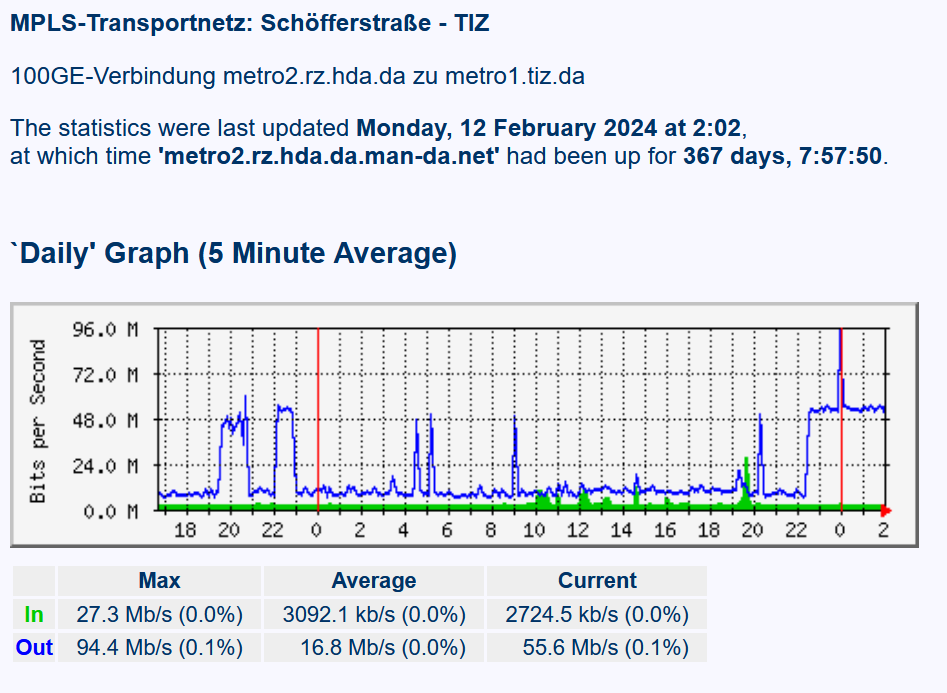 MPLS-Transportnetz: Schöfferstraße - TIZ
100GE-Verbindung metro2.rz.hda.da zu metro1.tiz.da
The statistics were last updated Monday, 12 February 2024 at 2:02,
at which time 'metro2.rz.hda.da.man-da.net' had been up for 367 days, 7:57:50.
`Daily' Graph (5 Minute Average)
Bits per Second
96.0 M
72.0 M
48.0 M
24.0 M
0.0 M
18 20 22 0 2 4 6 8 10 12 14 16 18 20 22 0 2
Max Average Current
In 27.3 Mb/s (0.0%) 3092.1 kb/s (0.0%) 2724.5 kb/s (0.0%)
Out 94.4 Mb/s (0.1%) 16.8 Mb/s (0.0%) 55.6 Mb/s (0.1%)